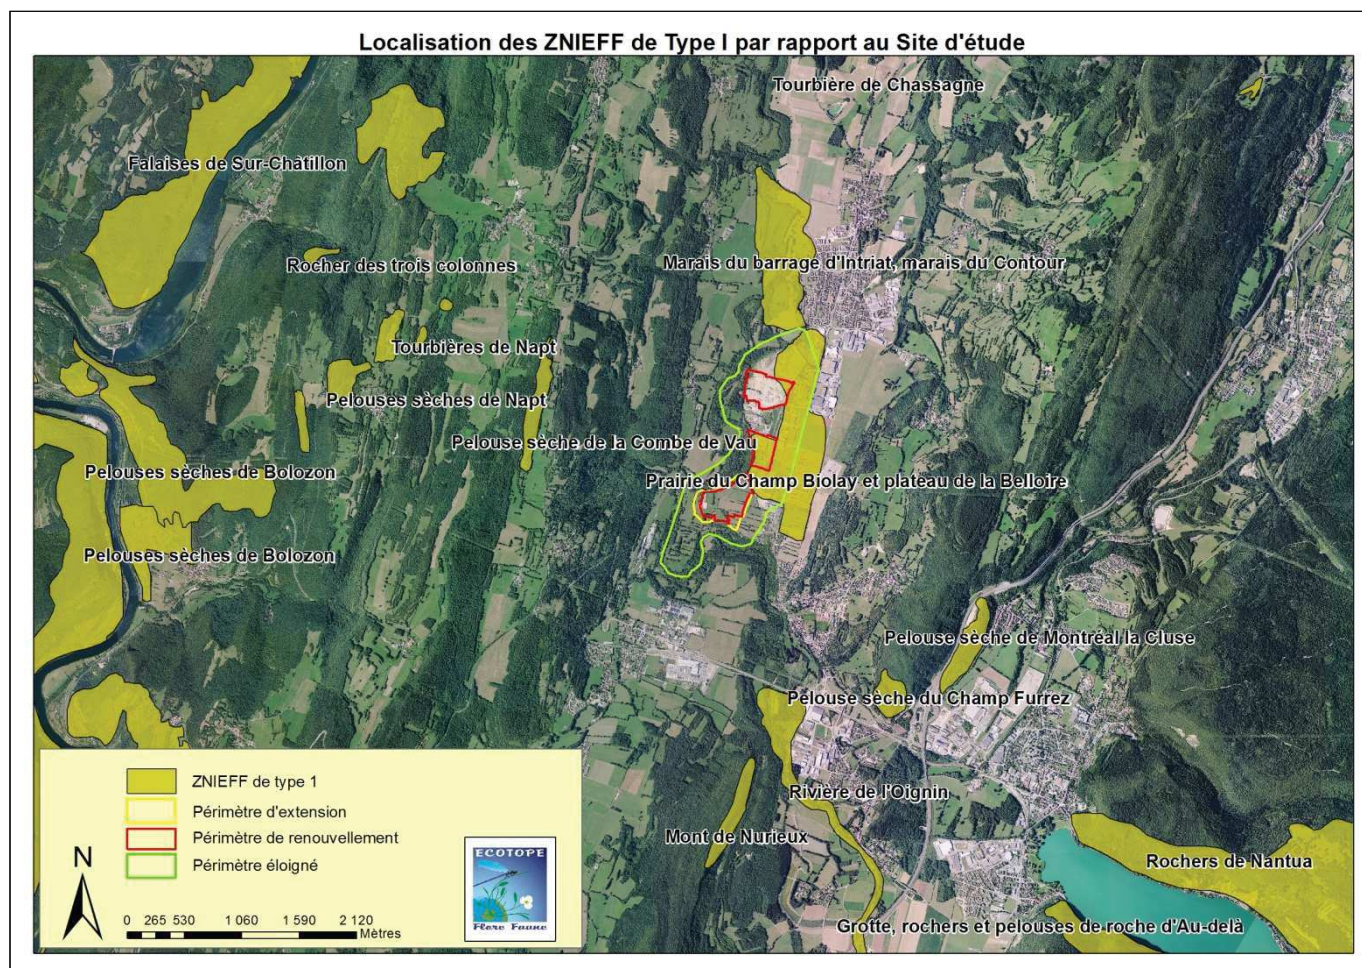 Localisation des ZNIEFF de Type I par rapport au Site d'étude
Tourbière de Chassagne
Falaises de Sur-Châtillon
Rocher des trois colonnes
Marais du barrage d'Intriat, marais du Contour
Tourbières de Napt
Pelouses sèches de Napt
Pelouse sèche de la Combe de Vau
Pelouses sèches de Bolozon
Prairie du Champ Biolay et plateau de la Belloire
Pelouses sèches de Bolozon
Pelouse sèche de Montréal la Cluse
Pelouse sèche du Champ Furrez
Rivière de l'Oignin
Mont de Nurieux
Rochers de Nantua
Grotte, rochers et pelouses de roche d'Au-delà
ZNIEFF de type 1
Périmètre d'extension
Périmètre de renouvellement
Périmètre éloigné
N
0 265 530 1 060 1 590 2 120
Mètres
ECOTOPE
Flore Faune